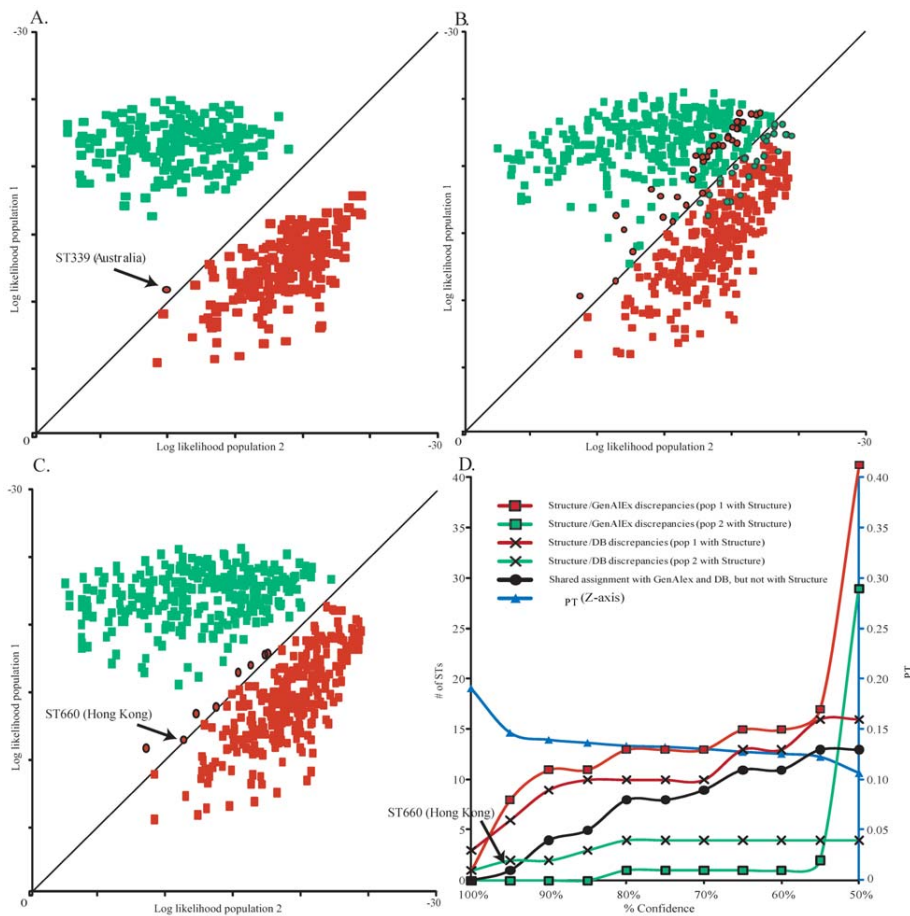 A.
-30
Log likelihood population 1
ST339 (Australia)
0
Log likelihood population 2
-30
B.
-30
Log likelihood population 1
0
Log likelihood population 2
-30
C.
-30
Log likelihood population 1
ST660 (Hong Kong)
0
Log likelihood population 2
-30
D.
40
35
30
25
20
15
10
5
0
# of STs
Structure/GenAlEx discrepancies (pop 1 with Structure)
Structure/GenAlEx discrepancies (pop 2 with Structure)
Structure/DB discrepancies (pop 1 with Structure)
Structure/DB discrepancies (pop 2 with Structure)
Shared assignment with GenAlex and DB, but not with Structure
PT (Z-axis)
ST660 (Hong Kong)
0.40
0.35
0.30
0.25
0.20
0.15
0.10
0.05
0
PT
100% 90% 80% 70% 60% 50%
% Confidence